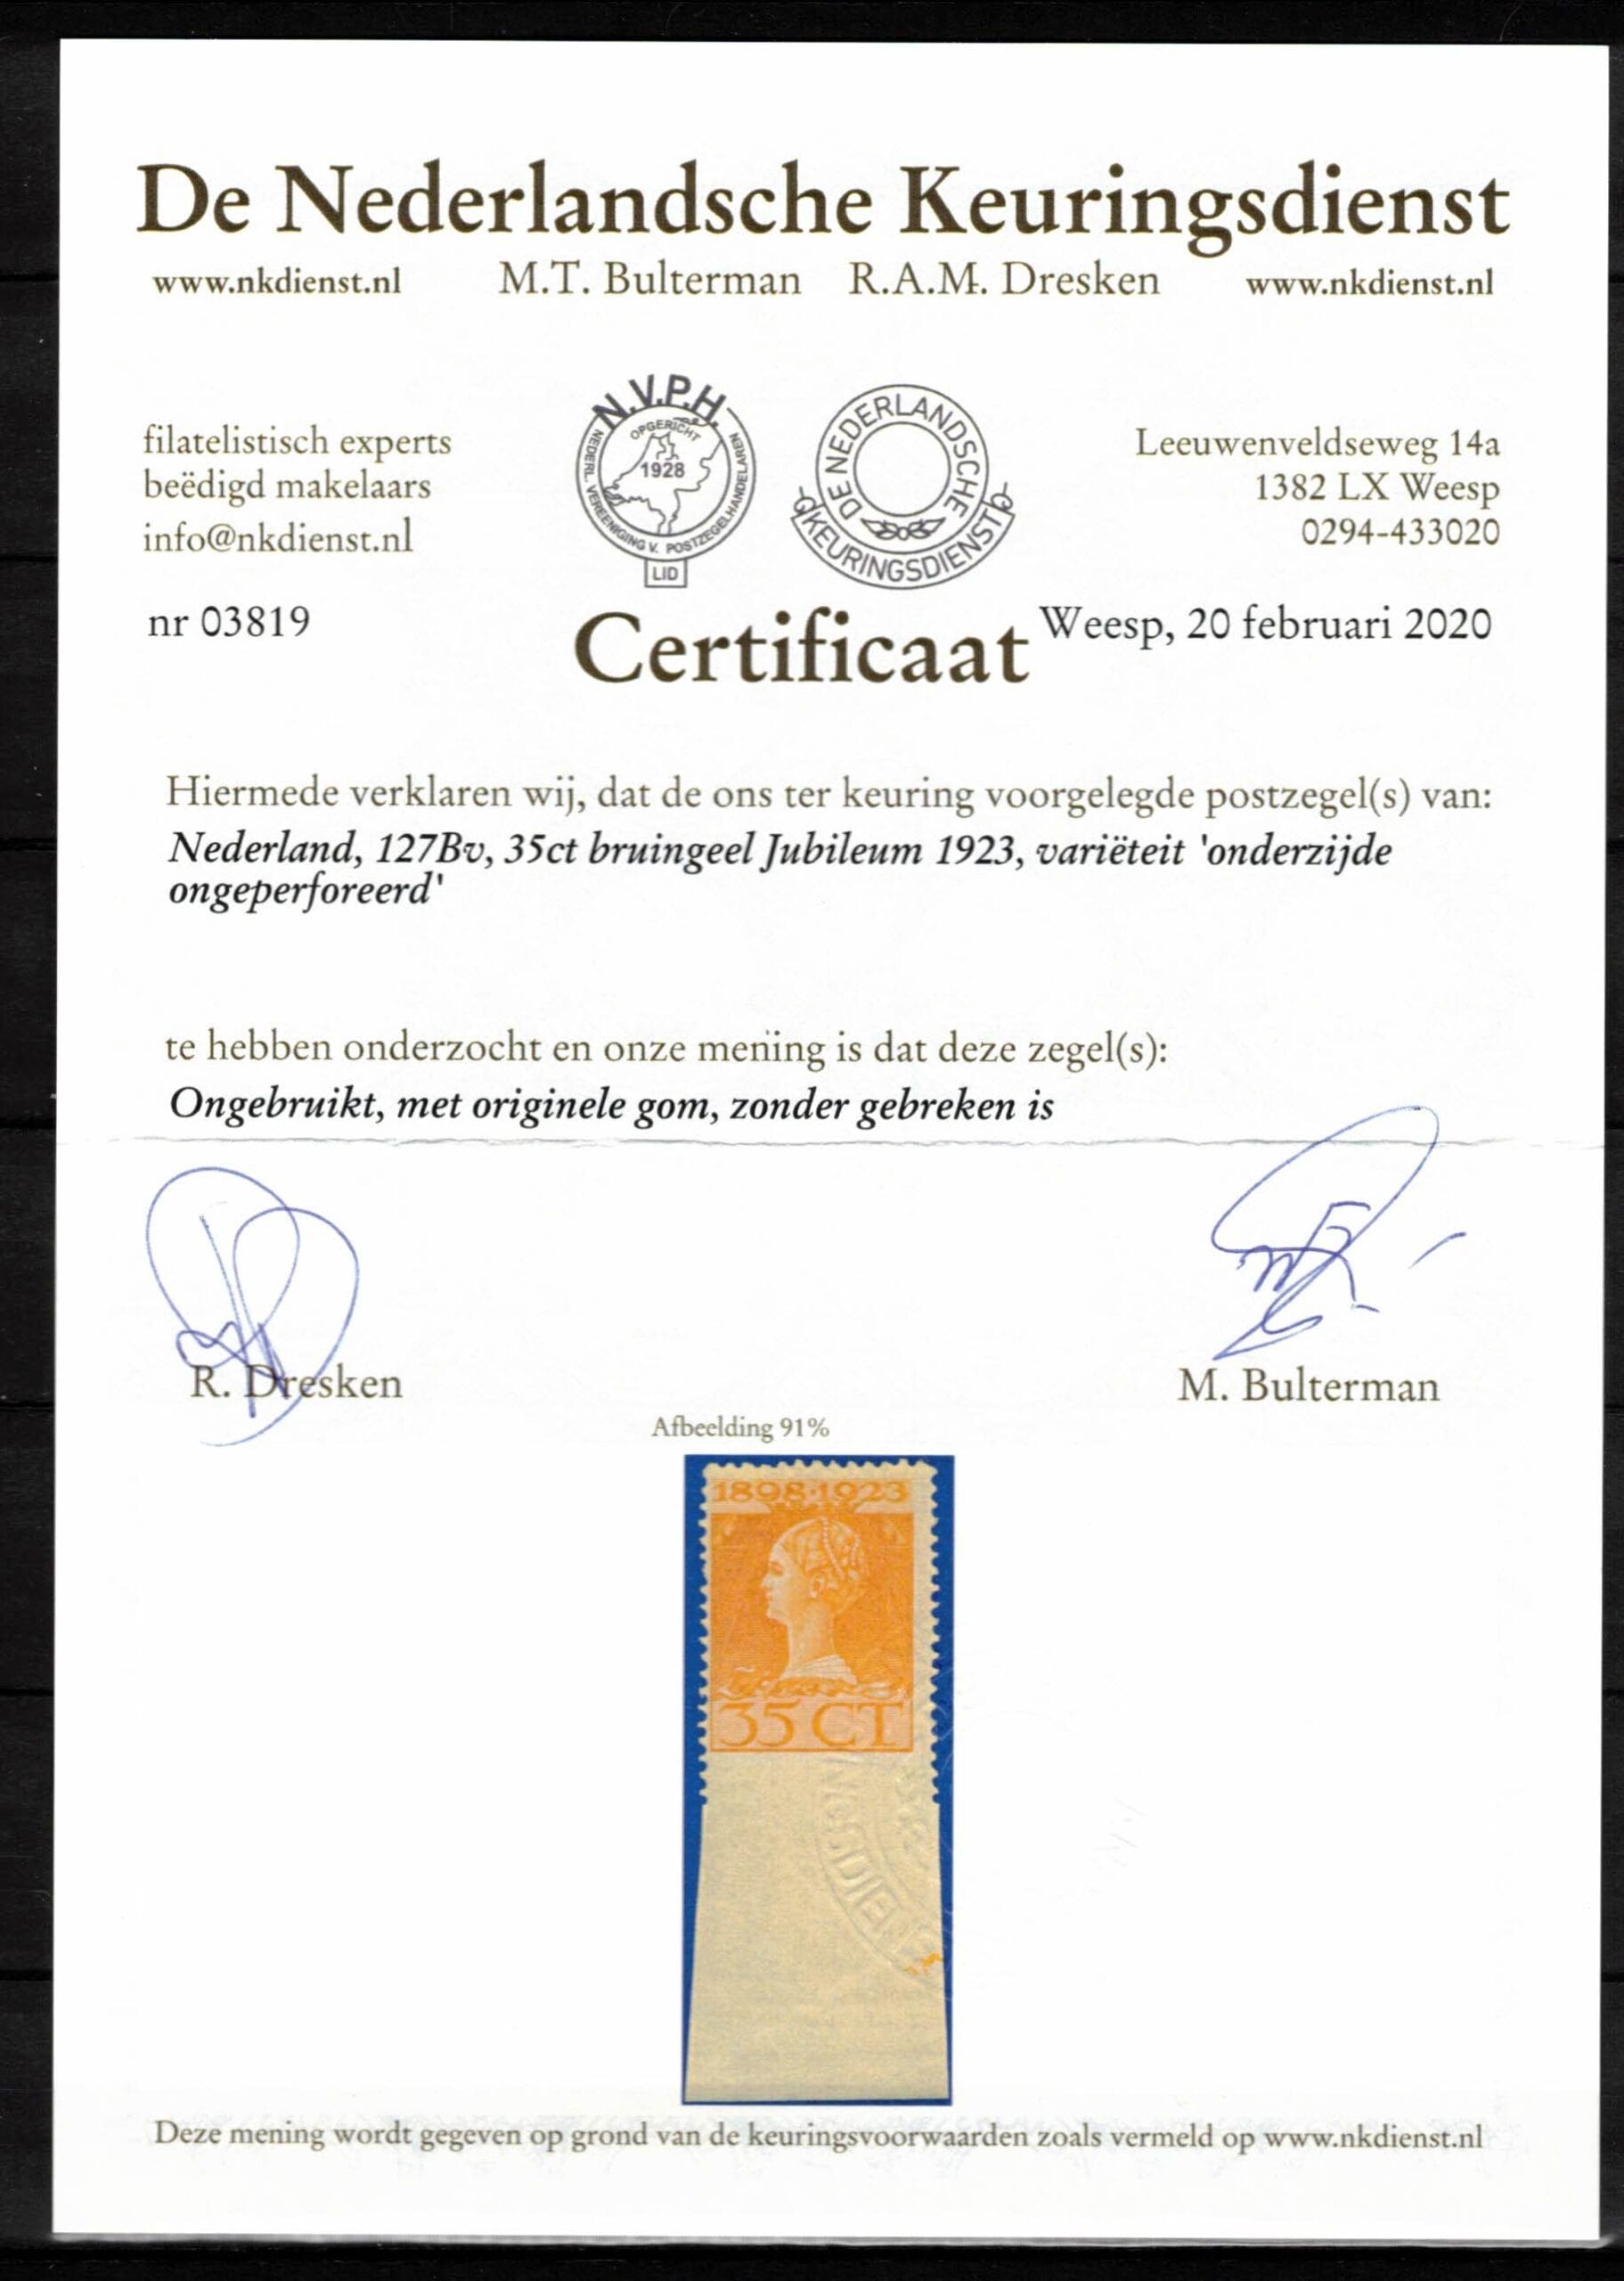 De Nederlandsche Keuringsdienst
www.nkdienst.nl M.T. Bulterman R.A.M. Dresken www.nkdienst.nl
filatelistisch experts
beëdigd makelaars
info@nkdienst.nl
N.V.P.H.
OPGERICHT
1928
NEDERL. VEREENIGING V. POSTZEGELHANDELAREN
LID
DE NEDERLANDSCHE
KEURINGSDIENST
Leeuwenveldseweg 14a
1382 LX Weesp
0294-433020
nr 03819
Certificaat
Weesp, 20 februari 2020
Hiermede verklaren wij, dat de ons ter keuring voorgelegde postzegel(s) van:
Nederland, 127Bv, 35ct bruingeel Jubileum 1923, variëteit 'onderzijde
ongeperforeerd'
te hebben onderzocht en onze mening is dat deze zegel(s):
Ongebruikt, met originele gom, zonder gebreken is
R. Dresken
M. Bulterman
Afbeelding 91%
1898·1923
35 CT
Deze mening wordt gegeven op grond van de keuringsvoorwaarden zoals vermeld op www.nkdienst.nl